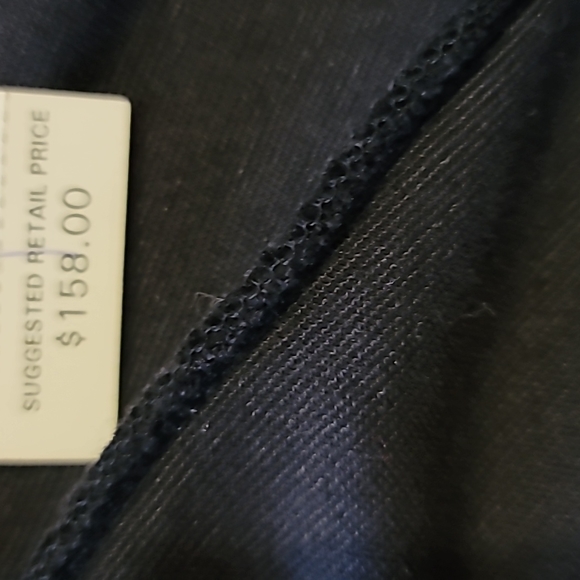 SUGGESTED RETAIL PRICE
$158.00